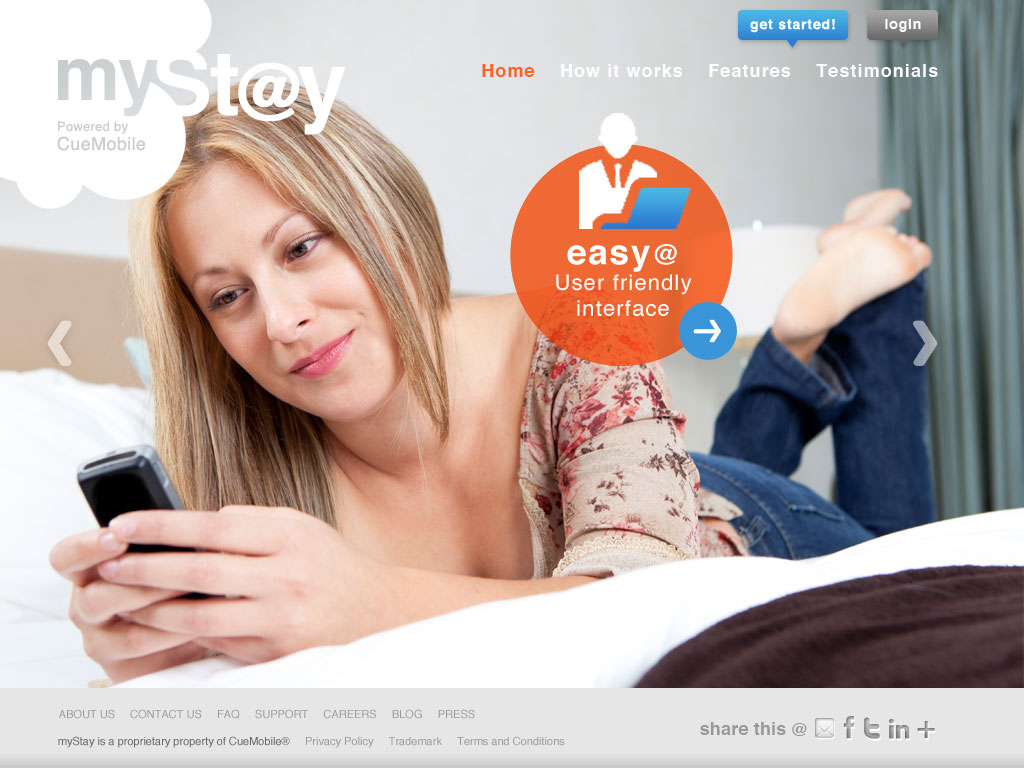 get started!
login
mySt@y
Home How it works Features Testimonials
Powered by
CueMobile
easy@
User friendly
interface
ABOUT US CONTACT US FAQ SUPPORT CAREERS BLOG PRESS
myStay is a proprietary property of CueMobile® Privacy Policy Trademark Terms and Conditions
share this @